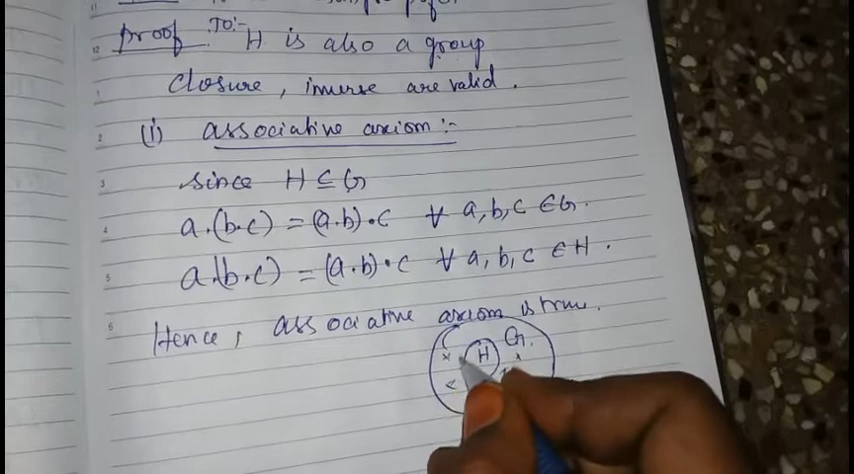 proof TO:- H is also a group
closure, inverse are valid.
(i) associative axiom :-
since H ⊆ G
a.(b.c) = (a.b).c ∀ a,b,c ∈ G.
a.(b.c) = (a.b).c ∀ a,b,c ∈ H.
Hence, associative axiom is true.
H G.